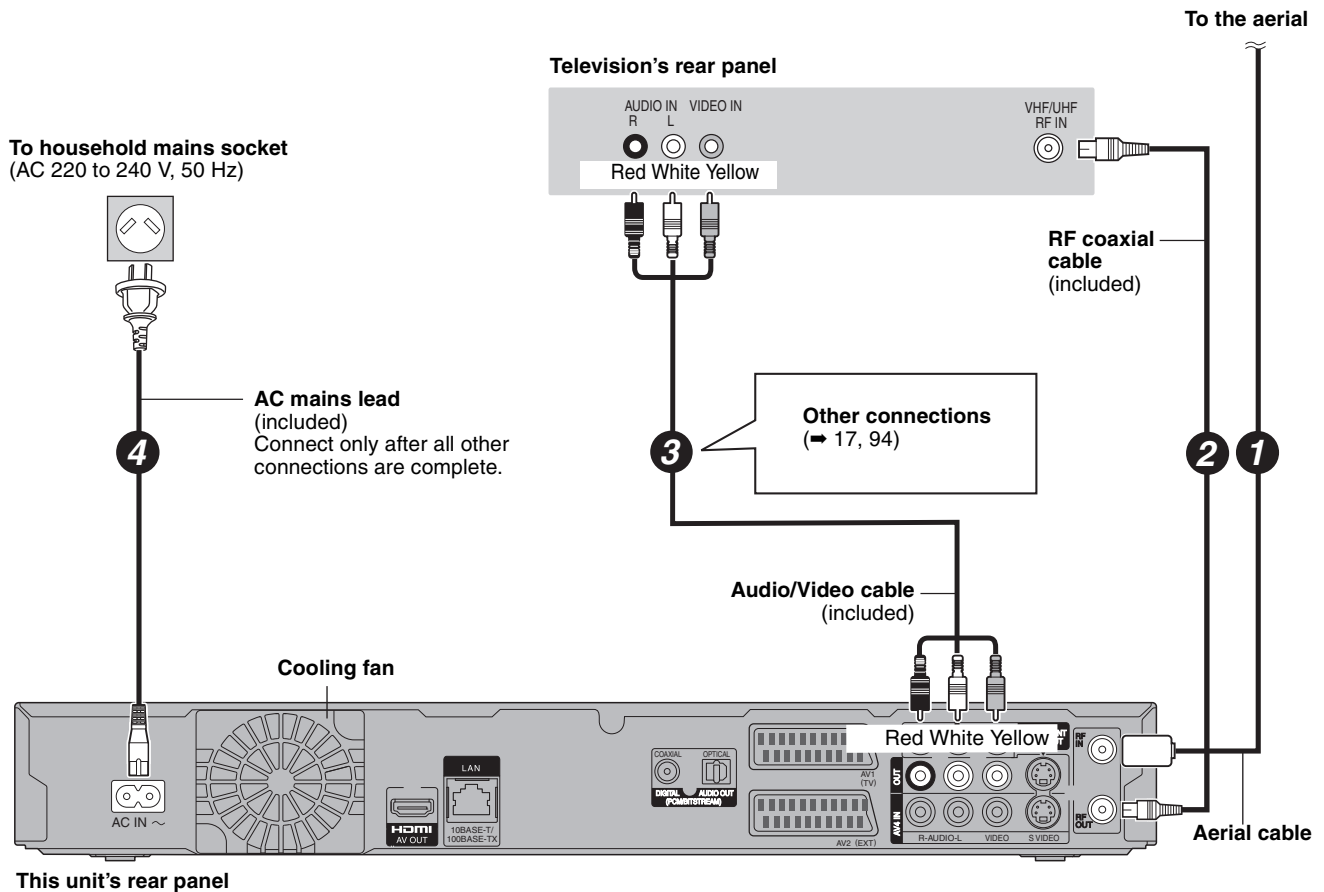 To the aerial
Television's rear panel
AUDIO IN VIDEO IN
R L
Red White Yellow
VHF/UHF
RF IN
To household mains socket
(AC 220 to 240 V, 50 Hz)
RF coaxial
cable
(included)
AC mains lead
(included)
Connect only after all other
connections are complete.
Other connections
(➡ 17, 94)
4
3
2
1
Audio/Video cable
(included)
Cooling fan
Red White Yellow
AC IN ~
HDMI
AV OUT
LAN
10BASE-T/
100BASE-TX
COAXIAL
OPTICAL
DIGITAL AUDIO OUT
(PCM/BITSTREAM)
AV1
(TV)
AV2 (EXT)
OUT
AV4 IN
R-AUDIO-L
VIDEO
S VIDEO
RF
IN
RF
OUT
Aerial cable
This unit's rear panel